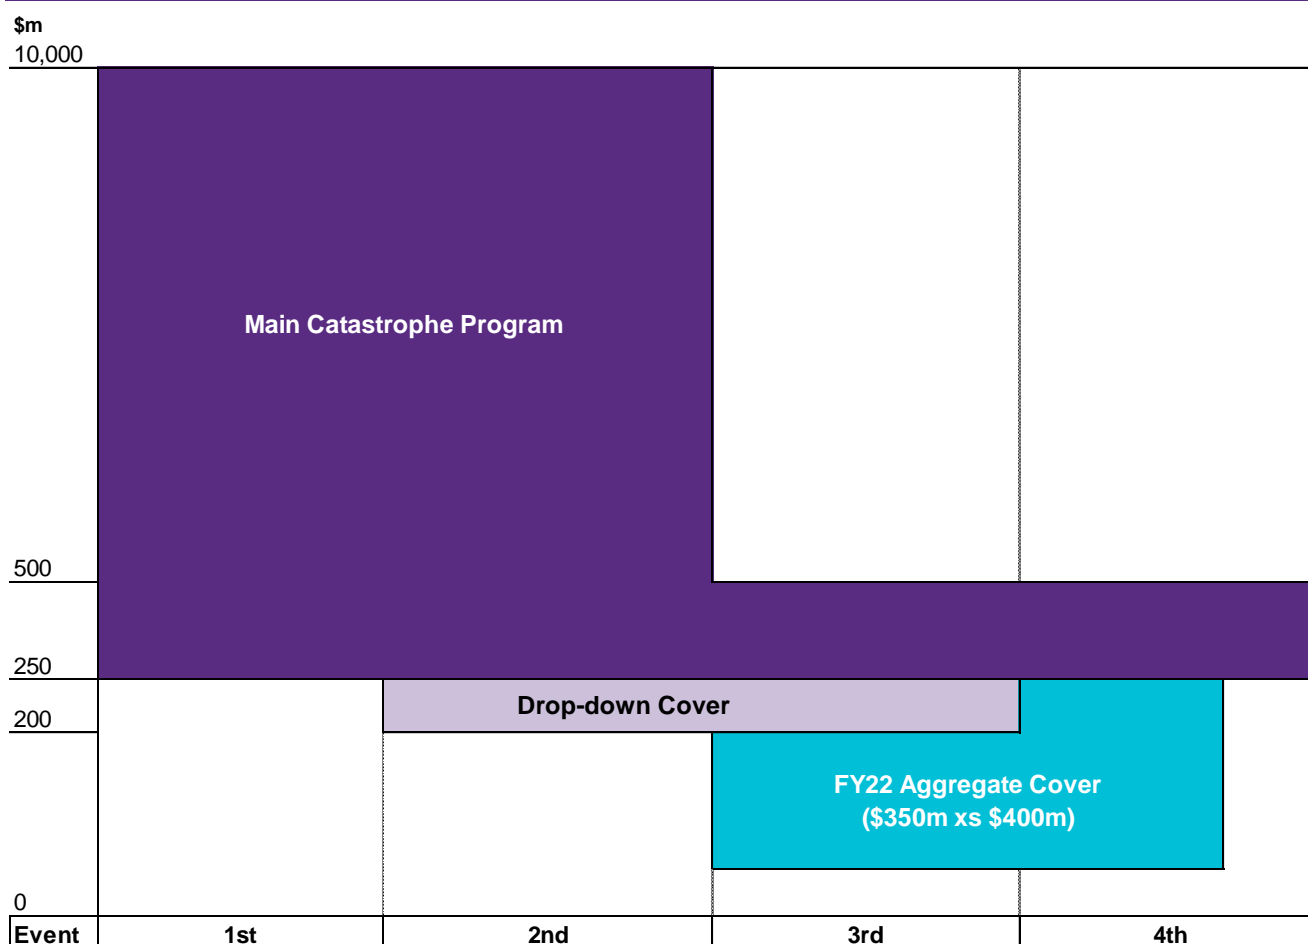 $m
10,000
Main Catastrophe Program
500
250
Drop-down Cover
200
FY22 Aggregate Cover
($350m xs $400m)
0
Event 1st 2nd 3rd 4th